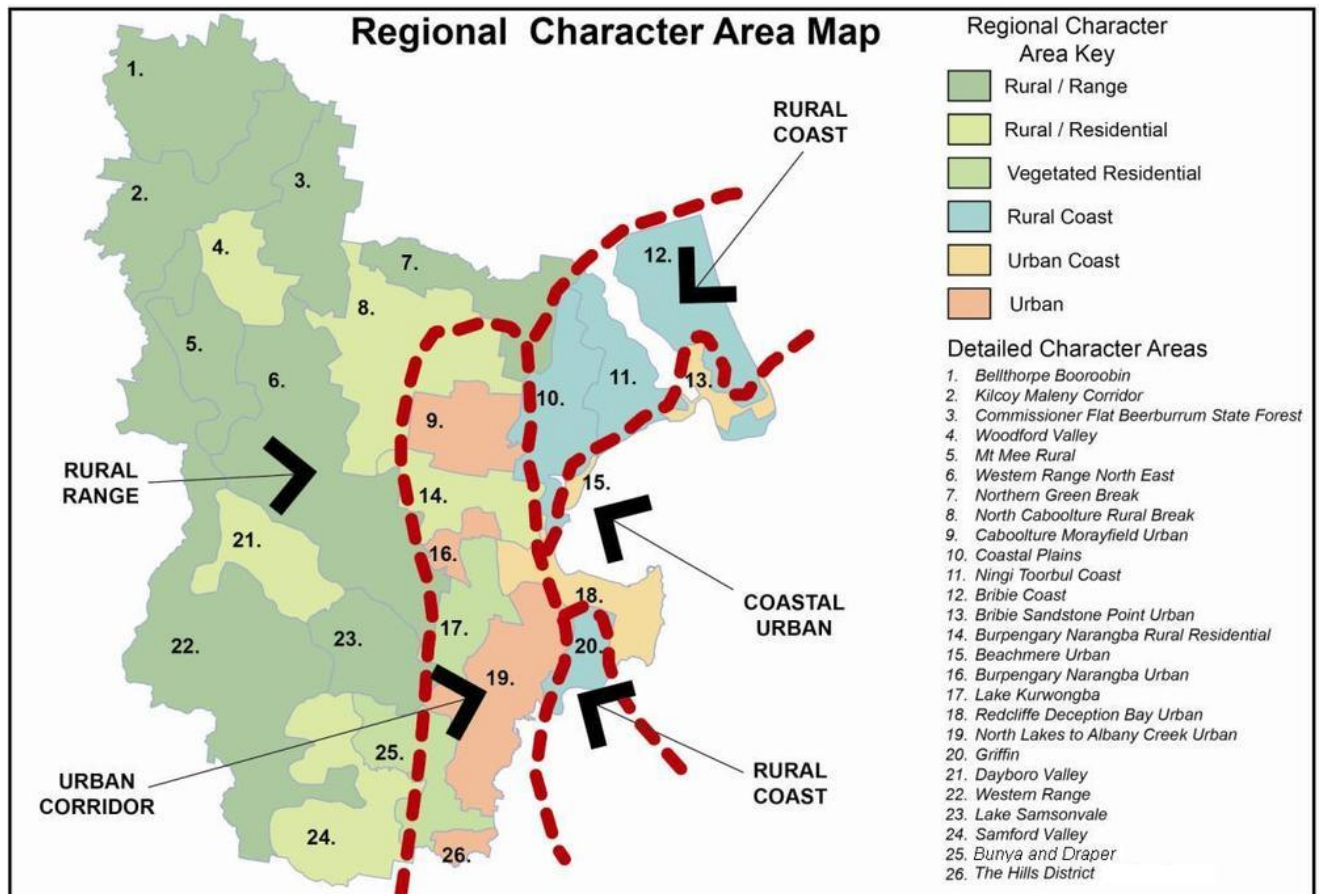 Regional Character Area Map
Regional Character
Area Key
Rural / Range
Rural / Residential
Vegetated Residential
Rural Coast
Urban Coast
Urban
Detailed Character Areas
1. Bellthorpe Booroobin
2. Kilcoy Maleny Corridor
3. Commissioner Flat Beerburrum State Forest
4. Woodford Valley
5. Mt Mee Rural
6. Western Range North East
7. Northern Green Break
8. North Caboolture Rural Break
9. Caboolture Morayfield Urban
10. Coastal Plains
11. Ningi Toorbul Coast
12. Bribie Coast
13. Bribie Sandstone Point Urban
14. Burpengary Narangba Rural Residential
15. Beachmere Urban
16. Burpengary Narangba Urban
17. Lake Kurwongba
18. Redcliffe Deception Bay Urban
19. North Lakes to Albany Creek Urban
20. Griffin
21. Dayboro Valley
22. Western Range
23. Lake Samsonvale
24. Samford Valley
25. Bunya and Draper
26. The Hills District
RURAL
COAST
RURAL
RANGE
COASTAL
URBAN
URBAN
CORRIDOR
RURAL
COAST
1.
2.
3.
4.
5.
6.
7.
8.
9.
10.
11.
12.
13.
14.
15.
16.
17.
18.
19.
20.
21.
22.
23.
24.
25.
26.